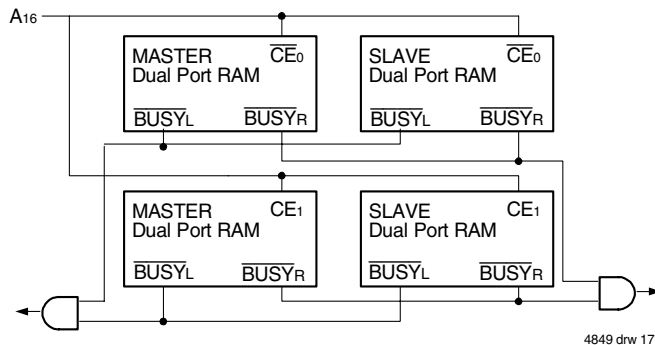 A16
MASTER CE0
Dual Port RAM
BUSYL BUSYR
SLAVE CE0
Dual Port RAM
BUSYL BUSYR
MASTER CE1
Dual Port RAM
BUSYL BUSYR
SLAVE CE1
Dual Port RAM
BUSYL BUSYR
4849 drw 17